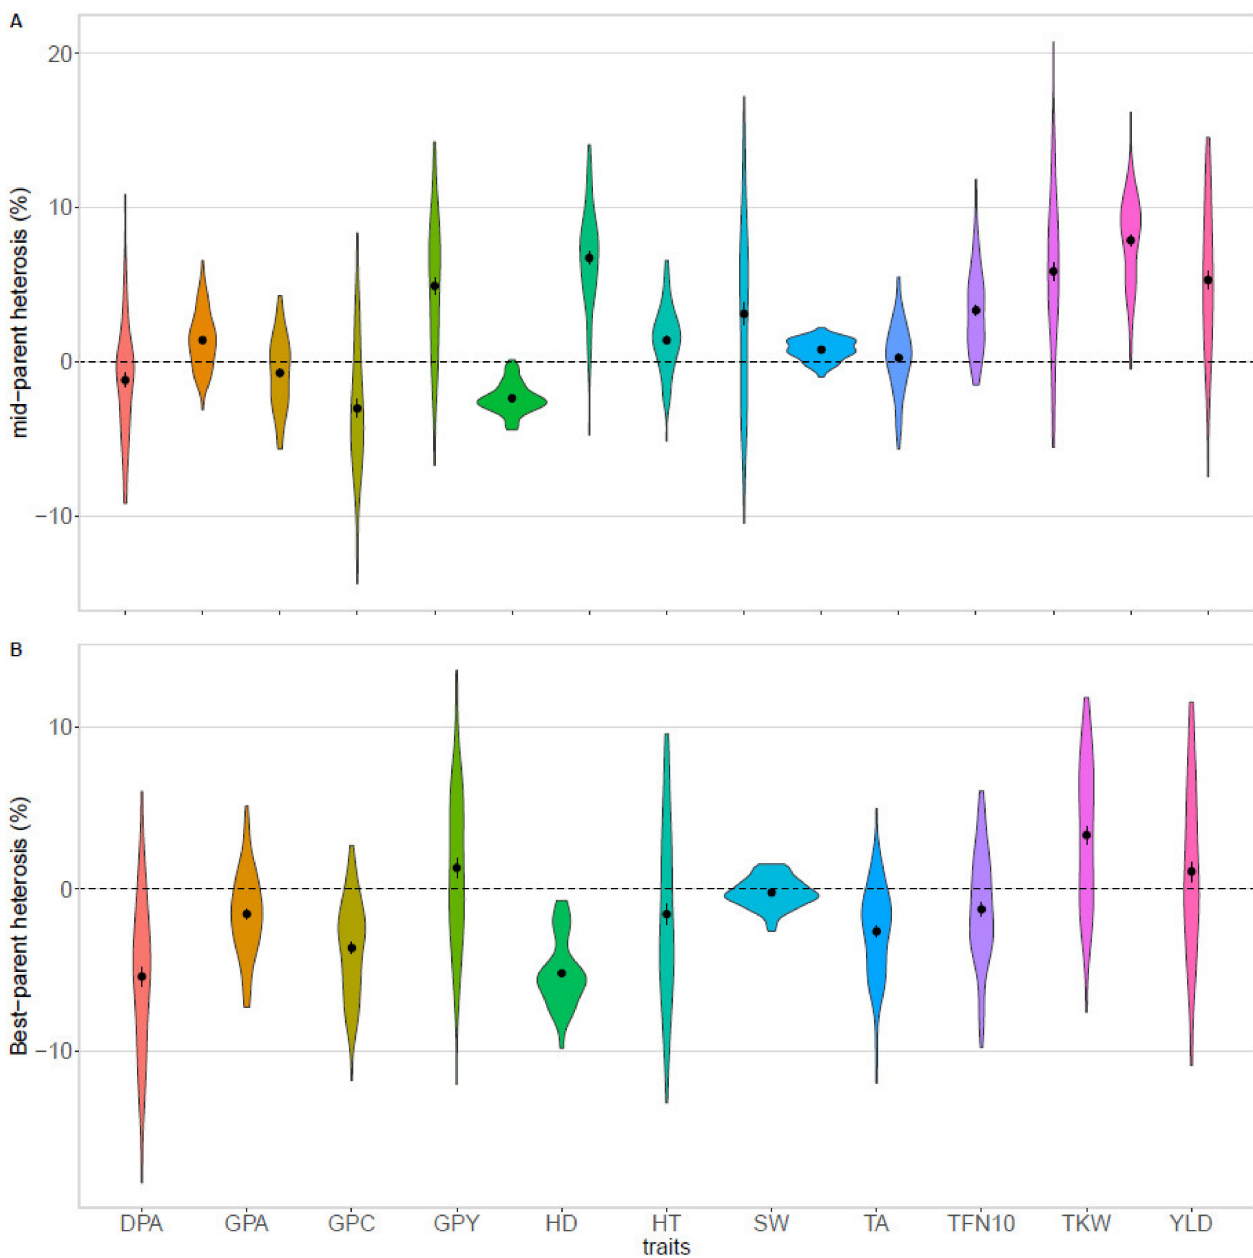 A
mid−parent heterosis (%)
20
10
0
−10
B
Best−parent heterosis (%)
10
0
−10
DPA GPA GPC GPY HD HT SW TA TFN10 TKW YLD
traits